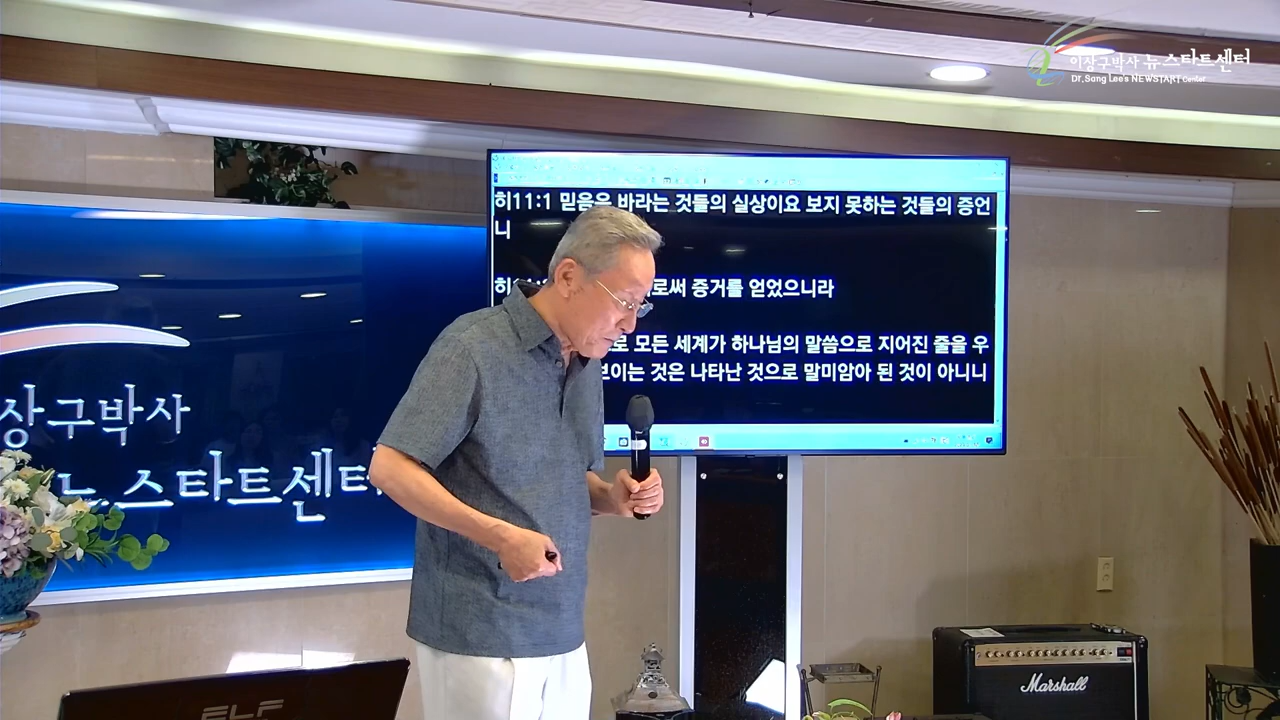 이상구박사 뉴스타트센터
Dr.Sang Lee's NEWSTART Center
히11:1 믿음은 바라는 것들의 실상이요 보지 못하는 것들의 증언
니
로써 증거를 얻었으니라
로 모든 세계가 하나님의 말씀으로 지어진 줄을 우
보이는 것은 나타난 것으로 말미암아 된 것이 아니니
상구박사
뉴스타트센터
Marshall